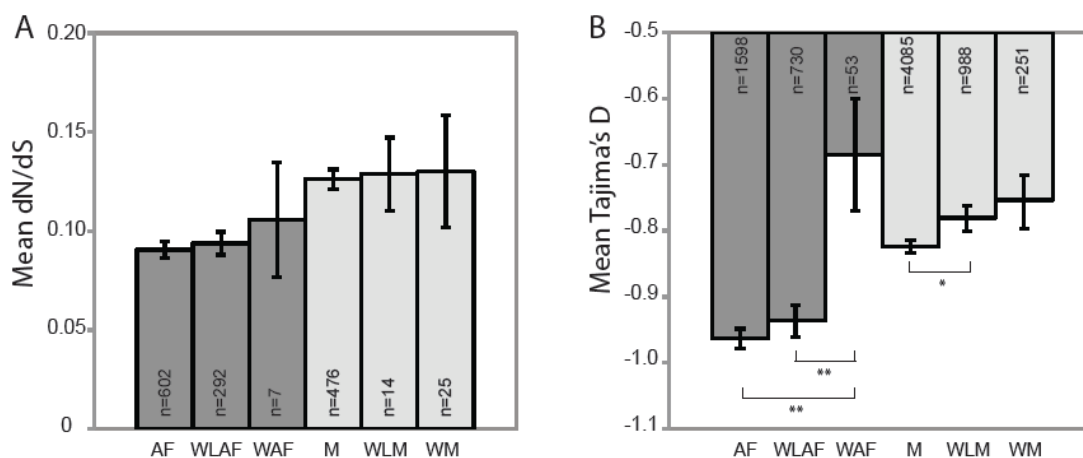 A
Mean dN/dS
0.20
0.15
0.10
0.05
0
n=602
n=292
n=7
n=476
n=14
n=25
AF WLAF WAF M WLM WM
B
Mean Tajima's D
-0.5
-0.6
-0.7
-0.8
-0.9
-1.0
-1.1
n=1598
n=730
n=53
n=4085
n=988
n=251
*
**
**
AF WLAF WAF M WLM WM